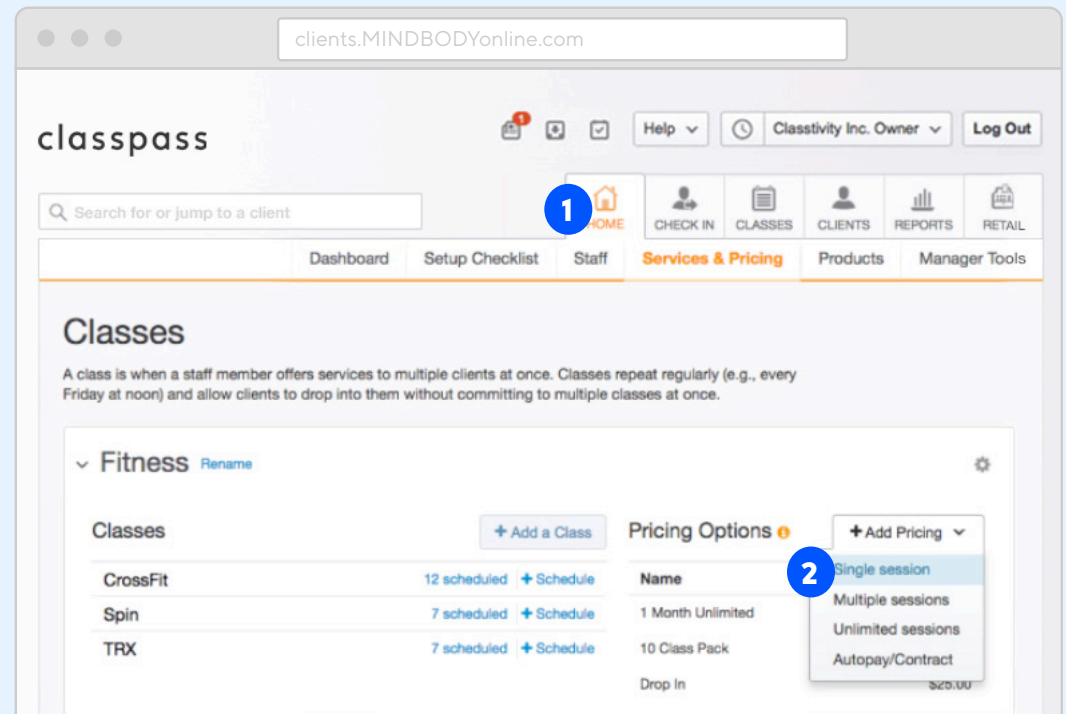 clients.MINDBODYonline.com
classpass
1
Help
Classtivity Inc. Owner
Log Out
Search for or jump to a client
1
HOME
CHECK IN
CLASSES
CLIENTS
REPORTS
RETAIL
Dashboard Setup Checklist Staff Services & Pricing Products Manager Tools
Classes
A class is when a staff member offers services to multiple clients at once. Classes repeat regularly (e.g., every
Friday at noon) and allow clients to drop into them without committing to multiple classes at once.
Fitness Rename
Classes
+ Add a Class
CrossFit 12 scheduled + Schedule
Spin 7 scheduled + Schedule
TRX 7 scheduled + Schedule
Pricing Options
+ Add Pricing
2
Single session
Multiple sessions
Unlimited sessions
Autopay/Contract
Name
1 Month Unlimited
10 Class Pack
Drop In $25.00